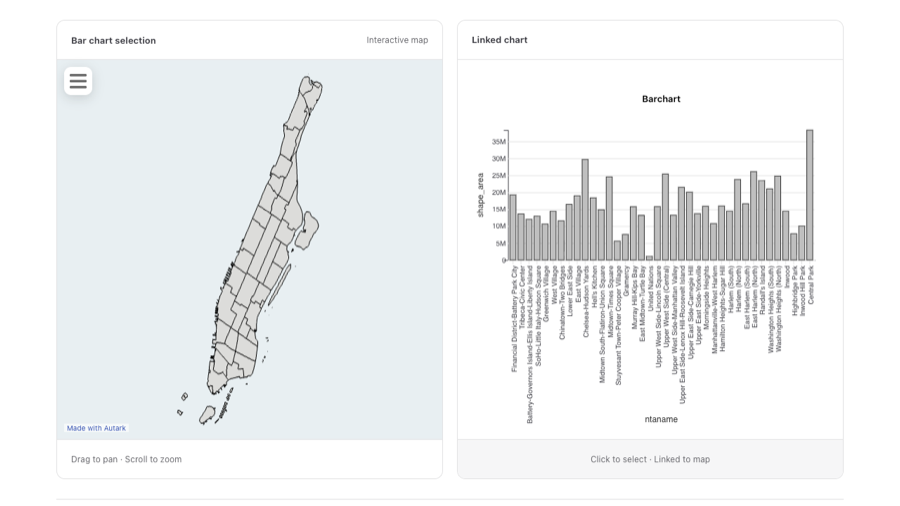 Bar chart selection
Interactive map
Made with Autark
Drag to pan · Scroll to zoom
Linked chart
Barchart
shape_area
35M
30M
25M
20M
15M
10M
5M
0
Financial District-Battery Park City
Tribeca-Civic Center
Battery-Governors Island-Ellis Island-Liberty Island
SoHo-Little Italy-Hudson Square
Greenwich Village
West Village
Chinatown-Two Bridges
Lower East Side
East Village
Chelsea-Hudson Yards
Hell's Kitchen
Midtown South-Flatiron-Union Square
Midtown-Times Square
Stuyvesant Town-Peter Cooper Village
Gramercy
Murray Hill-Kips Bay
East Midtown-Turtle Bay
United Nations
Upper West Side-Lincoln Square
Upper West Side (Central)
Upper West Side-Manhattan Valley
Upper East Side-Lenox Hill-Roosevelt Island
Upper East Side-Carnegie Hill
Upper East Side-Yorkville
Morningside Heights
Manhattanville-West Harlem
Hamilton Heights-Sugar Hill
Harlem (South)
Harlem (North)
East Harlem (South)
East Harlem (North)
Randall's Island
Washington Heights (South)
Washington Heights (North)
Inwood
Highbridge Park
Inwood Hill Park
Central Park
ntaname
Click to select · Linked to map